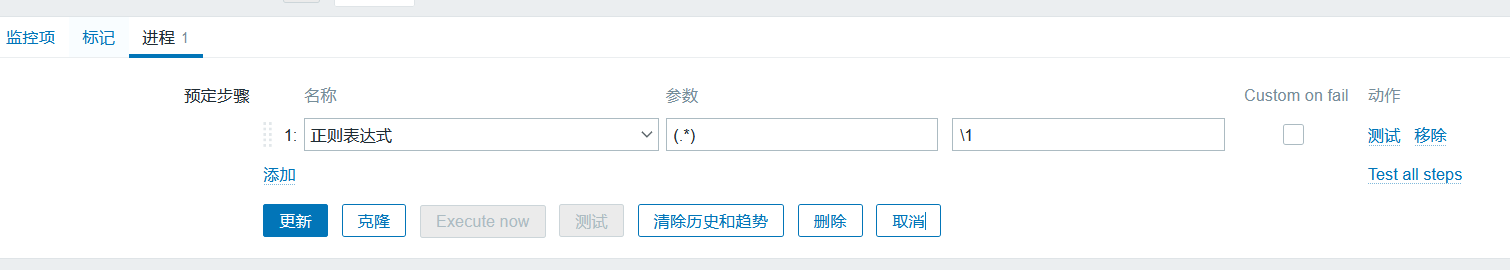 监控项 标记 进程 1
预定步骤 名称 参数 Custom on fail 动作
1: 正则表达式 (.*) \1 测试 移除
添加 Test all steps
更新 克隆 Execute now 测试 清除历史和趋势 删除 取消